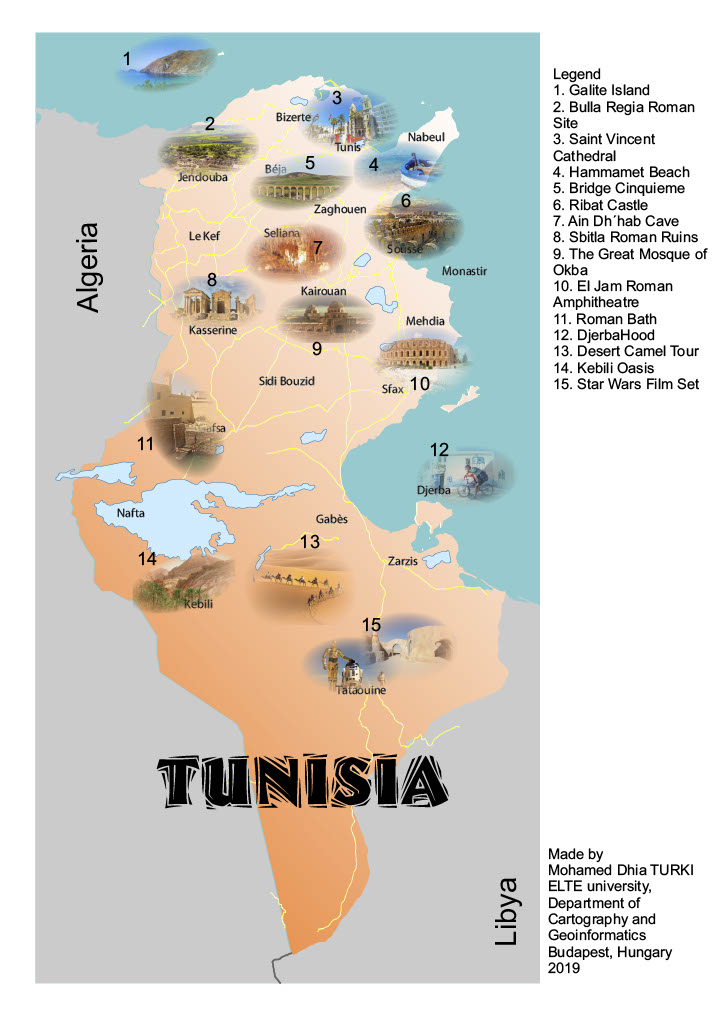 1
2
3
Bizerte
Tunis
Nabeul
Jendouba
Béja
5
4
Zaghouen
6
Le Kef
Seliana
7
Sousse
Monastir
8
Kairouan
Kasserine
9
Mehdia
Sidi Bouzid
Sfax
10
11
afsa
12
Djerba
Nafta
Gabès
13
14
Kebili
Zarzis
15
Tataouine
Algeria
Libya
TUNISIA
Legend
1. Galite Island
2. Bulla Regia Roman
Site
3. Saint Vincent
Cathedral
4. Hammamet Beach
5. Bridge Cinquieme
6. Ribat Castle
7. Ain Dh´hab Cave
8. Sbitla Roman Ruins
9. The Great Mosque of
Okba
10. El Jam Roman
Amphitheatre
11. Roman Bath
12. DjerbaHood
13. Desert Camel Tour
14. Kebili Oasis
15. Star Wars Film Set
Made by
Mohamed Dhia TURKI
ELTE university,
Department of
Cartography and
Geoinformatics
Budapest, Hungary
2019